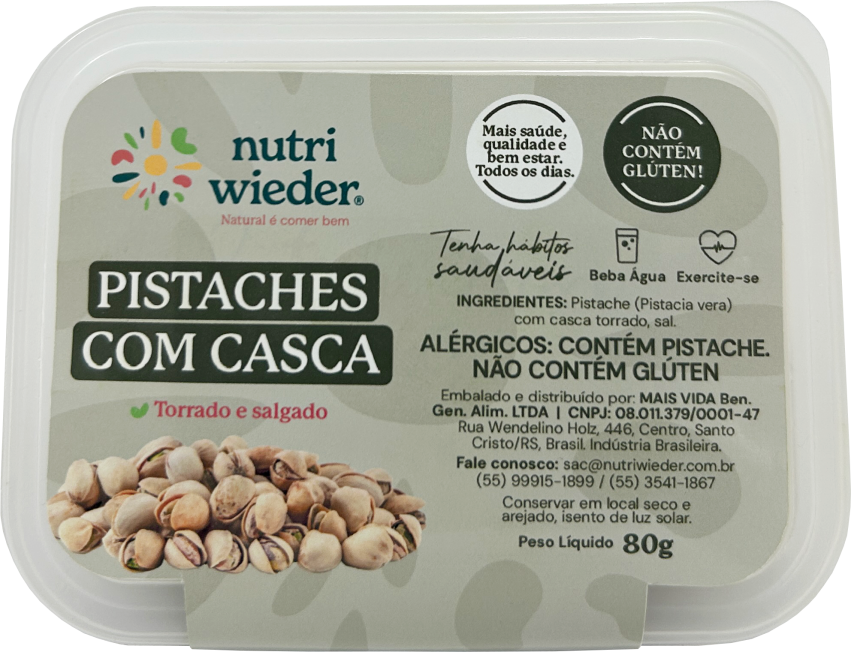 nutri
wieder®
Natural é comer bem
PISTACHES
COM CASCA
Torrado e salgado
Mais saúde,
qualidade e
bem estar.
Todos os dias.
NÃO
CONTÉM
GLÚTEN!
Tenha hábitos
saudáveis
Beba Água
Exercite-se
INGREDIENTES: Pistache (Pistacia vera)
com casca torrado, sal.
ALÉRGICOS: CONTÉM PISTACHE.
NÃO CONTÉM GLÚTEN
Embalado e distribuído por: MAIS VIDA Ben.
Gen. Alim. LTDA | CNPJ: 08.011.379/0001-47
Rua Wendelino Holz, 446, Centro, Santo
Cristo/RS, Brasil. Indústria Brasileira.
Fale conosco: sac@nutriwieder.com.br
(55) 99915-1899 / (55) 3541-1867
Conservar em local seco e
arejado, isento de luz solar.
Peso Líquido 80g